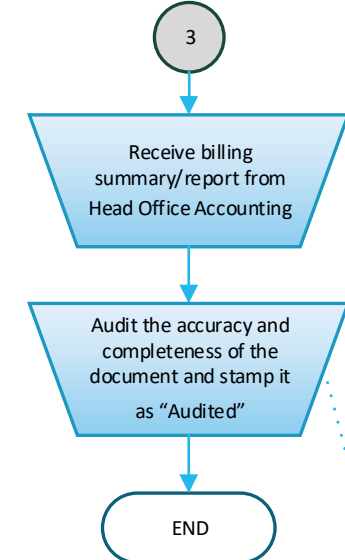 3
Receive billing
summary/report from
Head Office Accounting
Audit the accuracy and
completeness of the
document and stamp it
as “Audited”
END